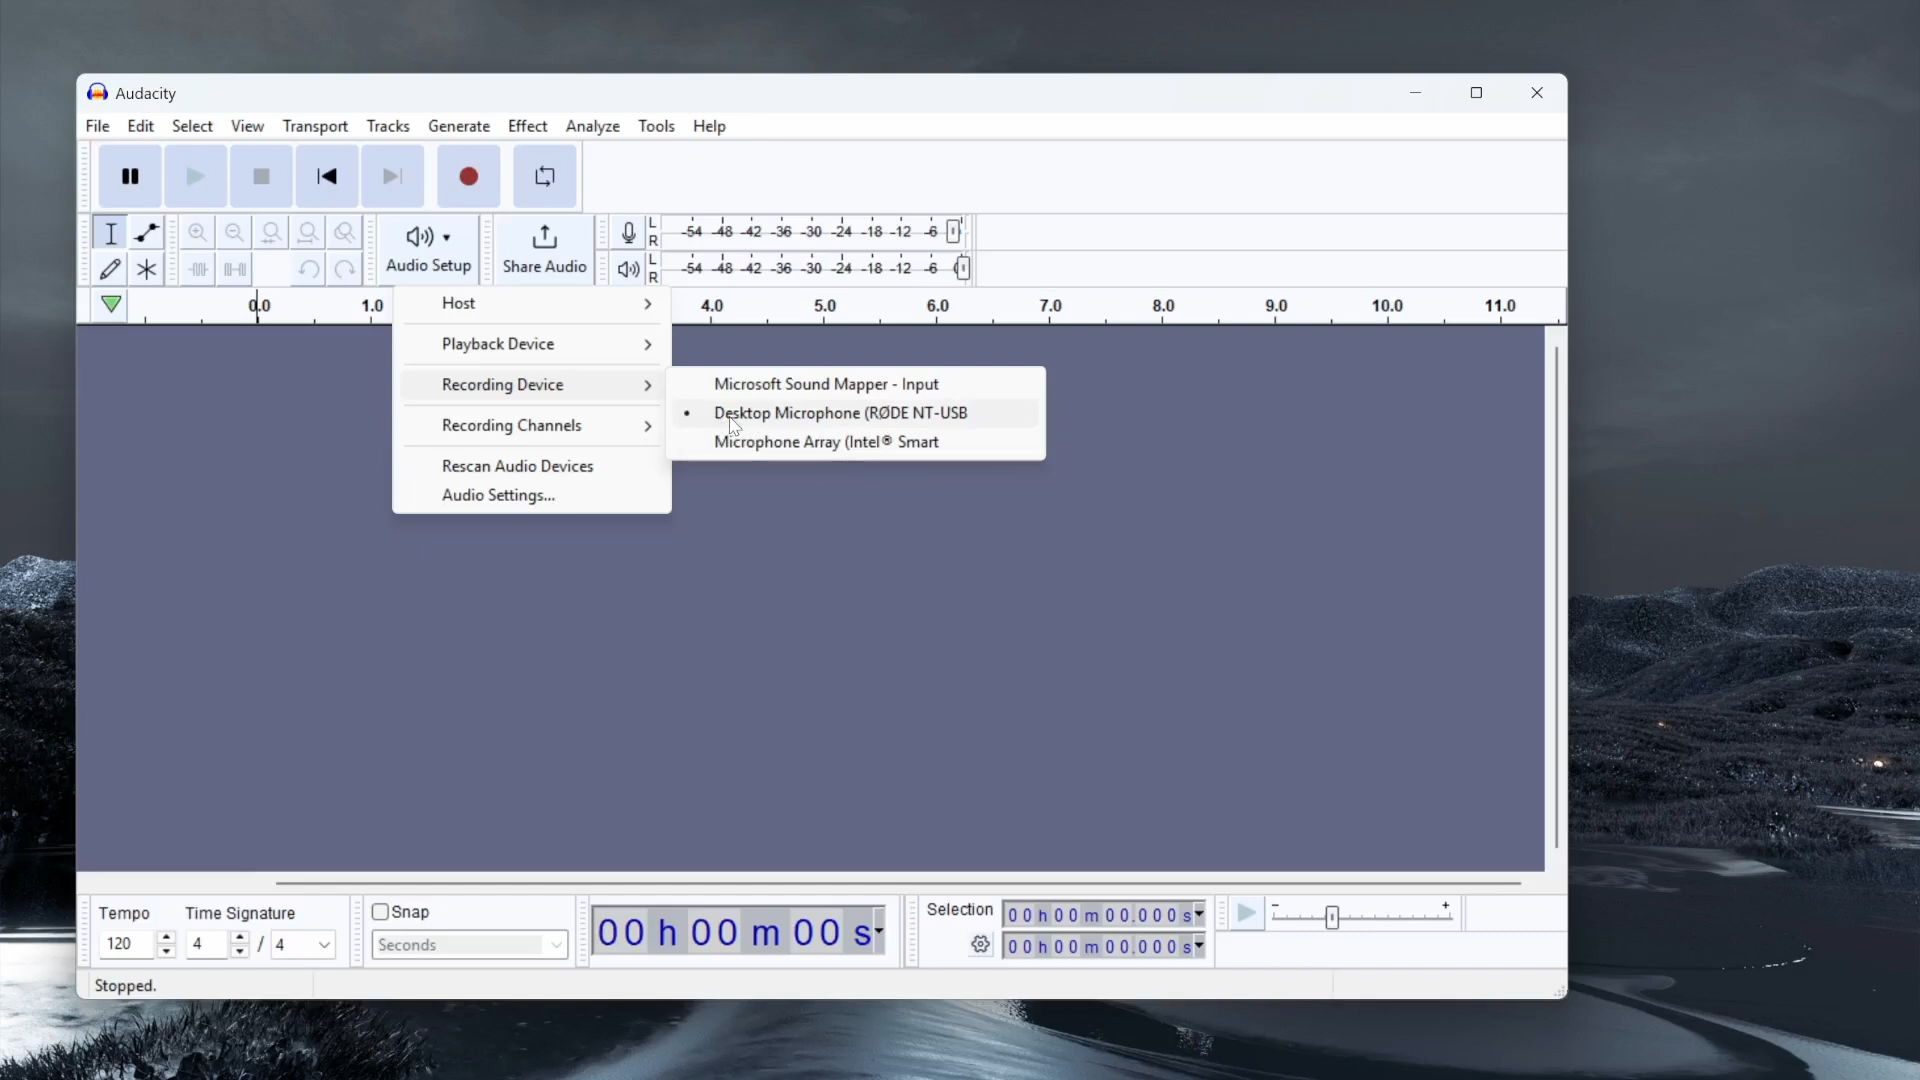 Audacity
File Edit Select View Transport Tracks Generate Effect Analyze Tools Help
L
R
-54 -48 -42 -36 -30 -24 -18 -12 -6
Audio Setup
Share Audio
L
R
-54 -48 -42 -36 -30 -24 -18 -12 -6
0.0 1.0 4.0 5.0 6.0 7.0 8.0 9.0 10.0 11.0
Host
Playback Device
Recording Device
Recording Channels
Rescan Audio Devices
Audio Settings...
Microsoft Sound Mapper - Input
Desktop Microphone (RØDE NT-USB
Microphone Array (Intel® Smart
Tempo
120
Time Signature
4 / 4
Snap
Seconds
00 h 00 m 00 s
Selection
00 h 00 m 00.000 s
00 h 00 m 00.000 s
- +
Stopped.